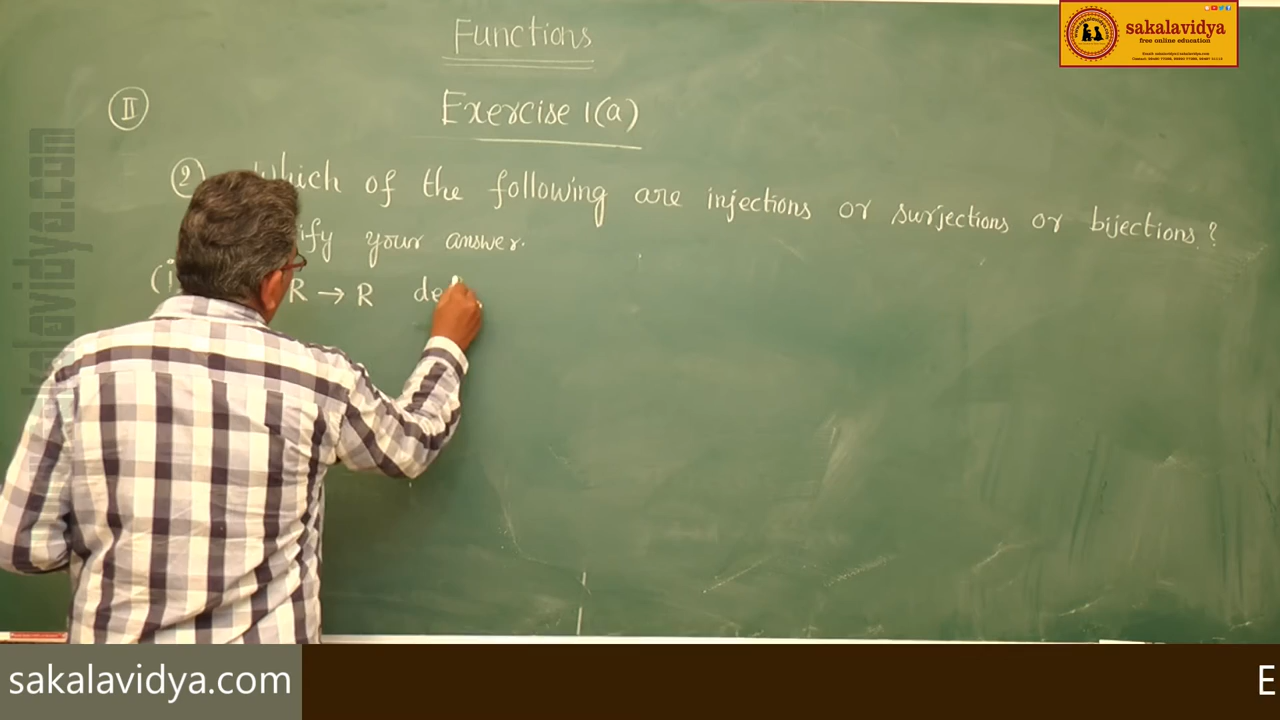 Functions
II
Exercise 1(a)
(2) Which of the following are injections or surjections or bijections?
your answer.
(i R → R de
sakalavidya
free online education
sakalavidya.com
sakalavidya.com
E